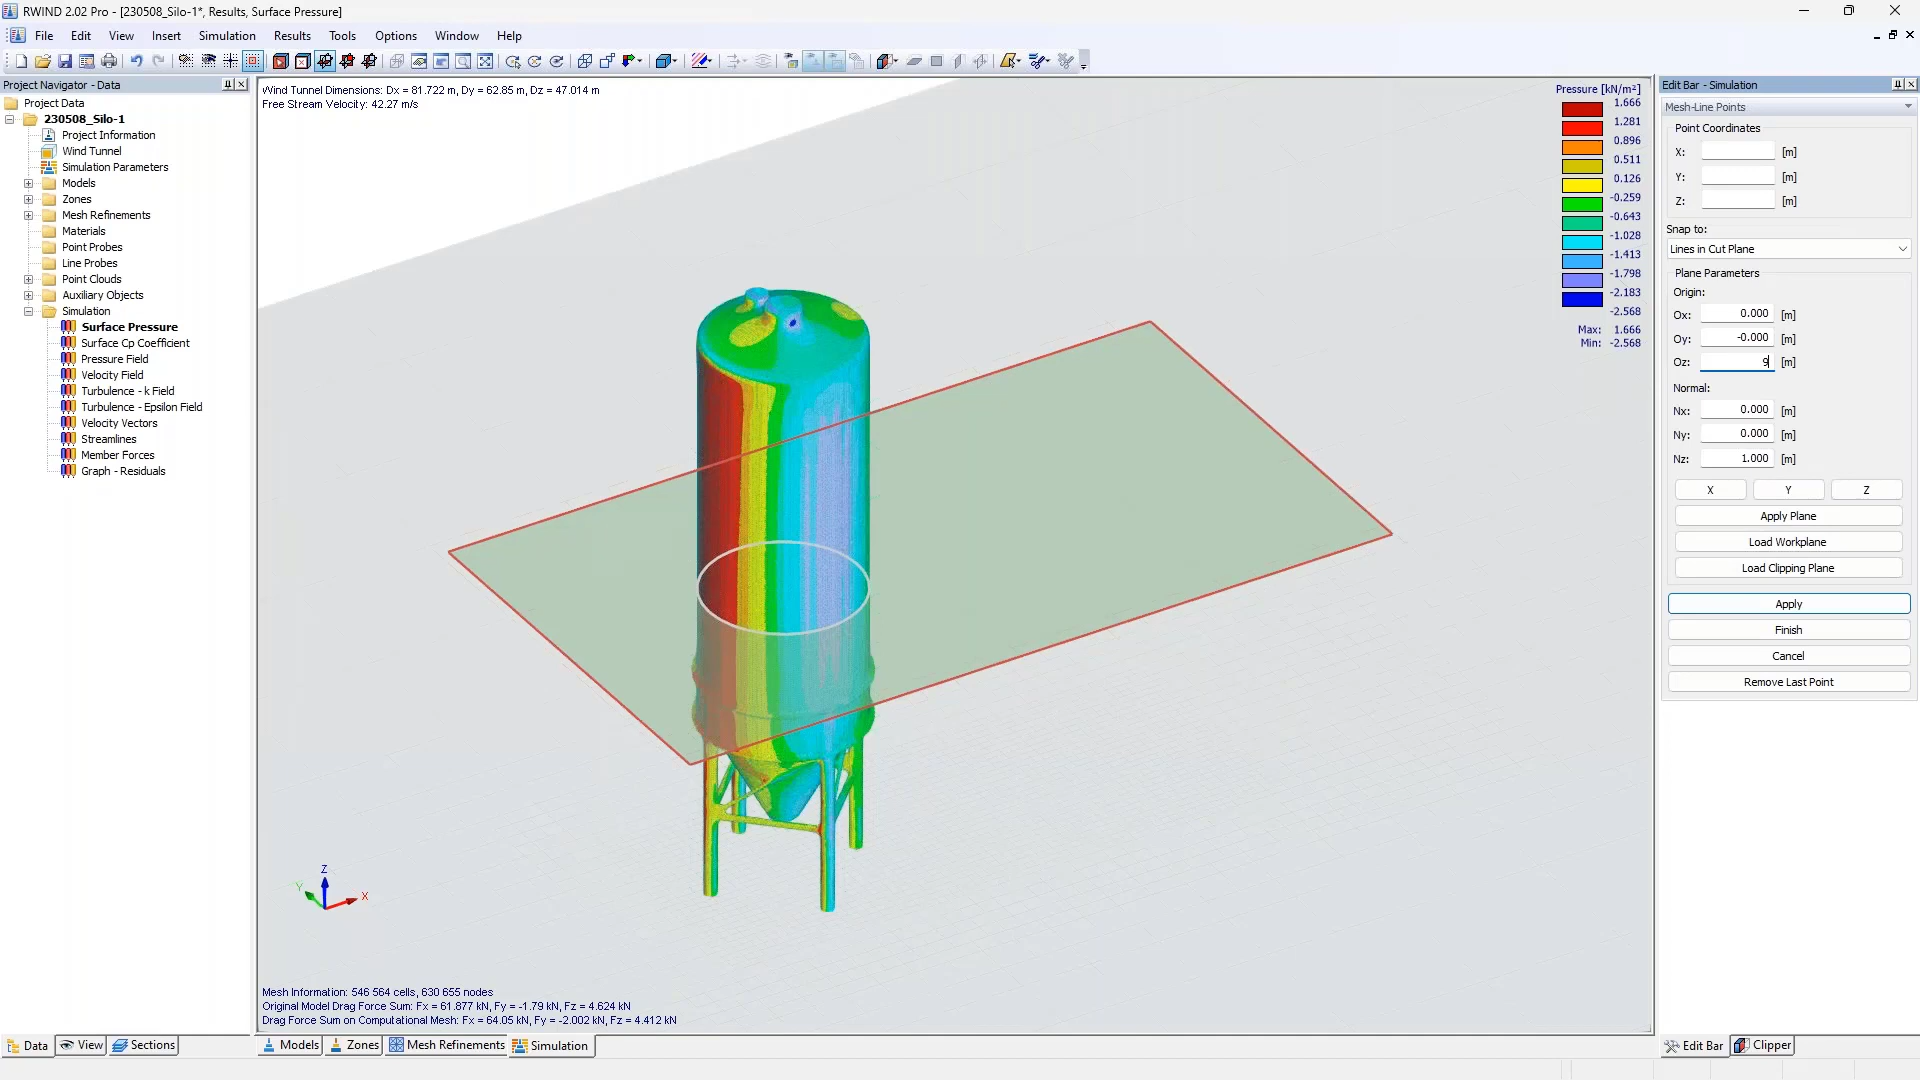 RWIND 2.02 Pro - [230508_Silo-1*, Results, Surface Pressure]
File Edit View Insert Simulation Results Tools Options Window Help
Project Navigator - Data
Project Data
230508_Silo-1
Project Information
Wind Tunnel
Simulation Parameters
Models
Zones
Mesh Refinements
Materials
Point Probes
Line Probes
Point Clouds
Auxiliary Objects
Simulation
Surface Pressure
Surface Cp Coefficient
Pressure Field
Velocity Field
Turbulence - k Field
Turbulence - Epsilon Field
Velocity Vectors
Streamlines
Member Forces
Graph - Residuals
Data View Sections
Wind Tunnel Dimensions: Dx = 81.722 m, Dy = 62.85 m, Dz = 47.014 m
Free Stream Velocity: 42.27 m/s
Pressure [kN/m²]
1.666
1.281
0.896
0.511
0.126
-0.259
-0.643
-1.028
-1.413
-1.798
-2.183
-2.568
Max: 1.666
Min: -2.568
Z
Y
X
Mesh Information: 546 564 cells, 630 655 nodes
Original Model Drag Force Sum: Fx = 61.877 kN, Fy = -1.79 kN, Fz = 4.624 kN
Drag Force Sum on Computational Mesh: Fx = 64.05 kN, Fy = -2.002 kN, Fz = 4.412 kN
Models Zones Mesh Refinements Simulation
Edit Bar - Simulation
Mesh-Line Points
Point Coordinates
X: [m]
Y: [m]
Z: [m]
Snap to:
Lines in Cut Plane
Plane Parameters
Origin:
Ox: 0.000 [m]
Oy: -0.000 [m]
Oz: 9 [m]
Normal:
Nx: 0.000 [m]
Ny: 0.000 [m]
Nz: 1.000 [m]
X Y Z
Apply Plane
Load Workplane
Load Clipping Plane
Apply
Finish
Cancel
Remove Last Point
Edit Bar Clipper